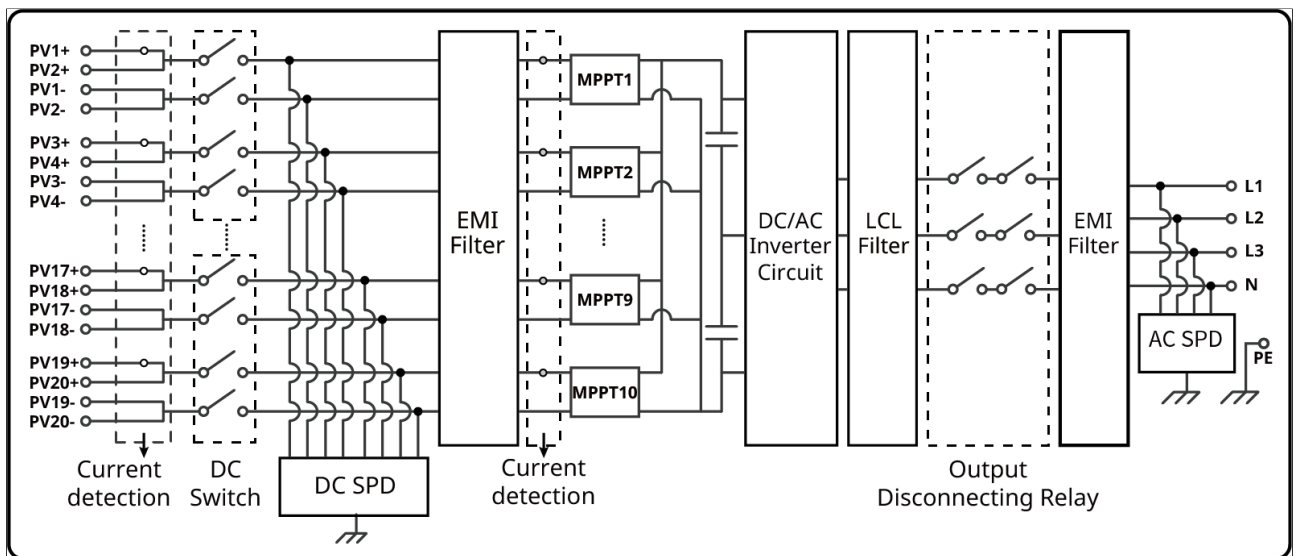 PV1+
PV2+
PV1-
PV2-
PV3+
PV4+
PV3-
PV4-
PV17+
PV18+
PV17-
PV18-
PV19+
PV20+
PV19-
PV20-
Current
detection
DC
Switch
DC SPD
EMI
Filter
Current
detection
MPPT1
MPPT2
MPPT9
MPPT10
DC/AC
Inverter
Circuit
LCL
Filter
Output
Disconnecting Relay
EMI
Filter
L1
L2
L3
N
AC SPD
PE